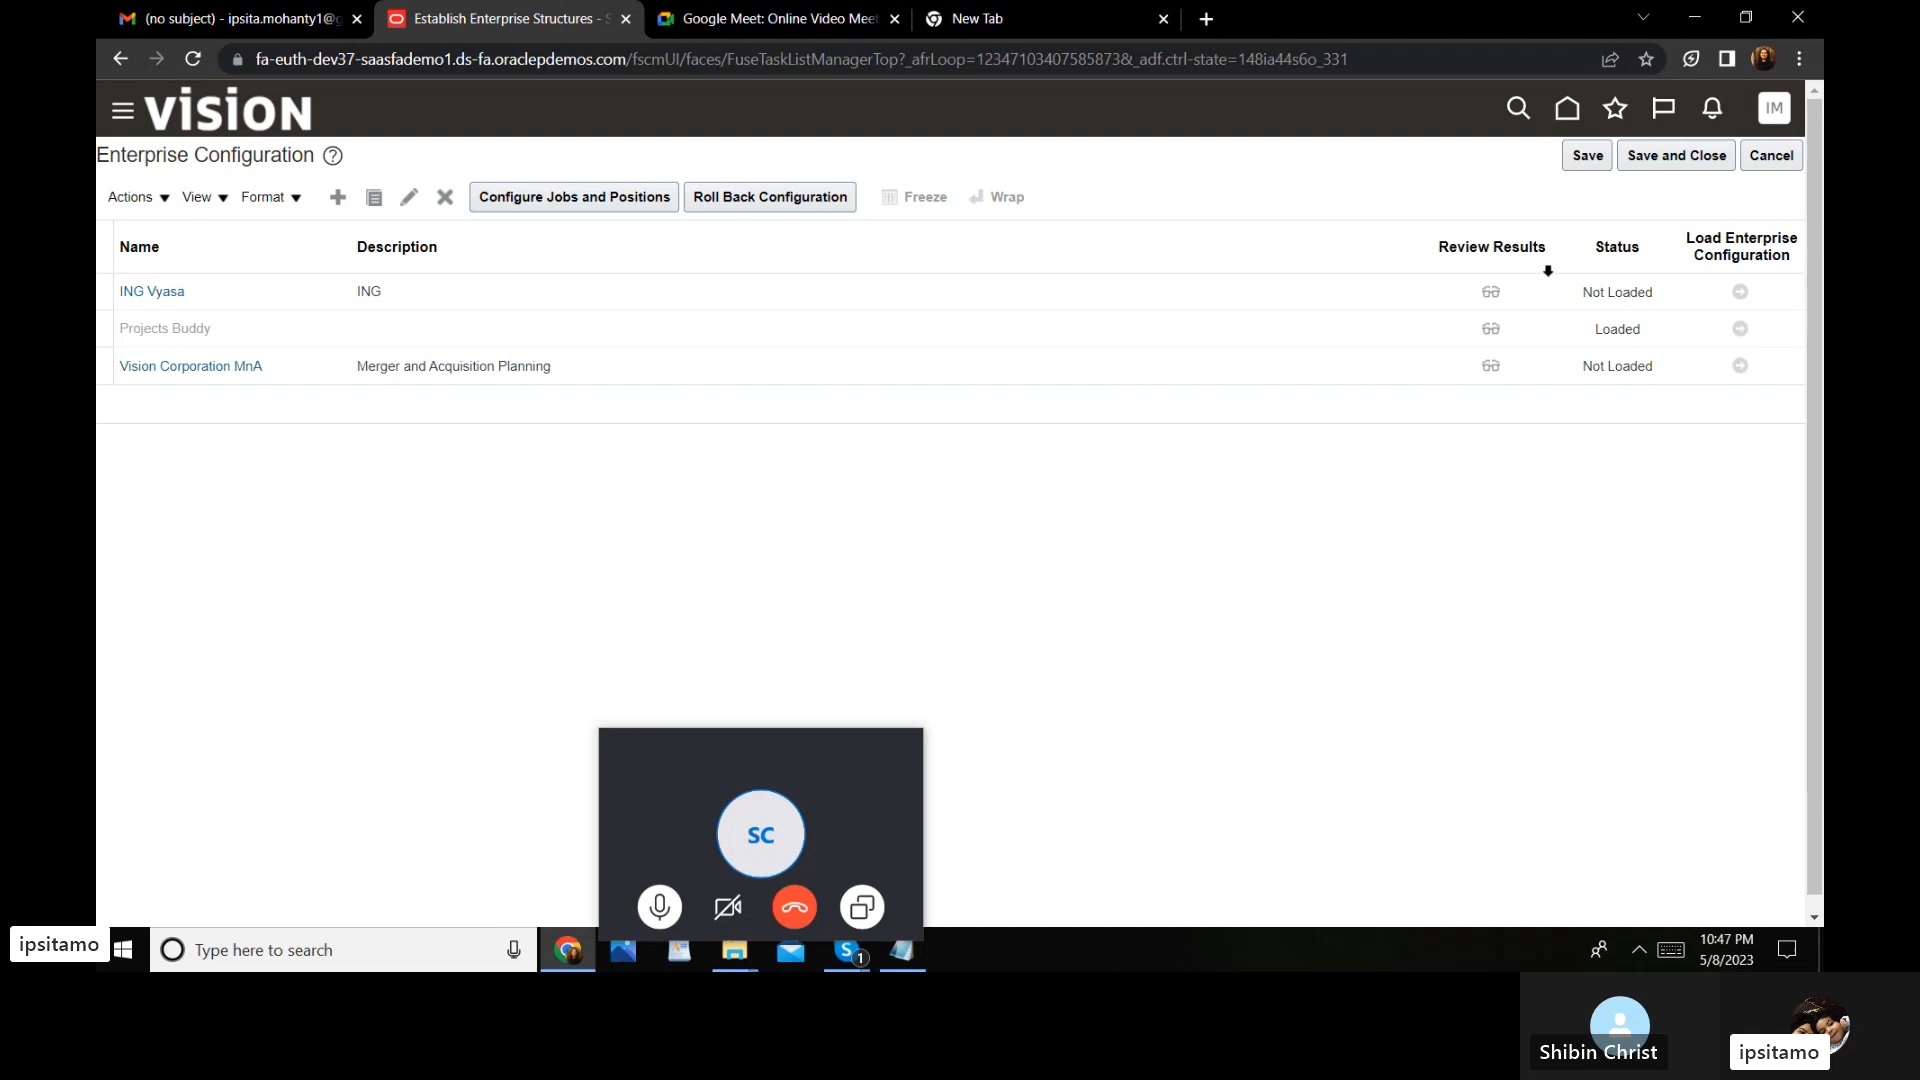 (no subject) - ipsita.mohanty1@g
Establish Enterprise Structures - S
Google Meet: Online Video Meet
New Tab
fa-euth-dev37-saasfademo1.ds-fa.oraclepdemos.com/fscmUI/faces/FuseTaskListManagerTop?_afrLoop=12347103407585873&_adf.ctrl-state=148ia44s6o_331
VISION
IM
Enterprise Configuration
Save
Save and Close
Cancel
Actions
View
Format
Configure Jobs and Positions
Roll Back Configuration
Freeze
Wrap
Name
Description
Review Results
Status
Load Enterprise
Configuration
ING Vyasa
ING
Not Loaded
Projects Buddy
Loaded
Vision Corporation MnA
Merger and Acquisition Planning
Not Loaded
SC
ipsitamo
Type here to search
S
1
10:47 PM
5/8/2023
Shibin Christ
ipsitamo